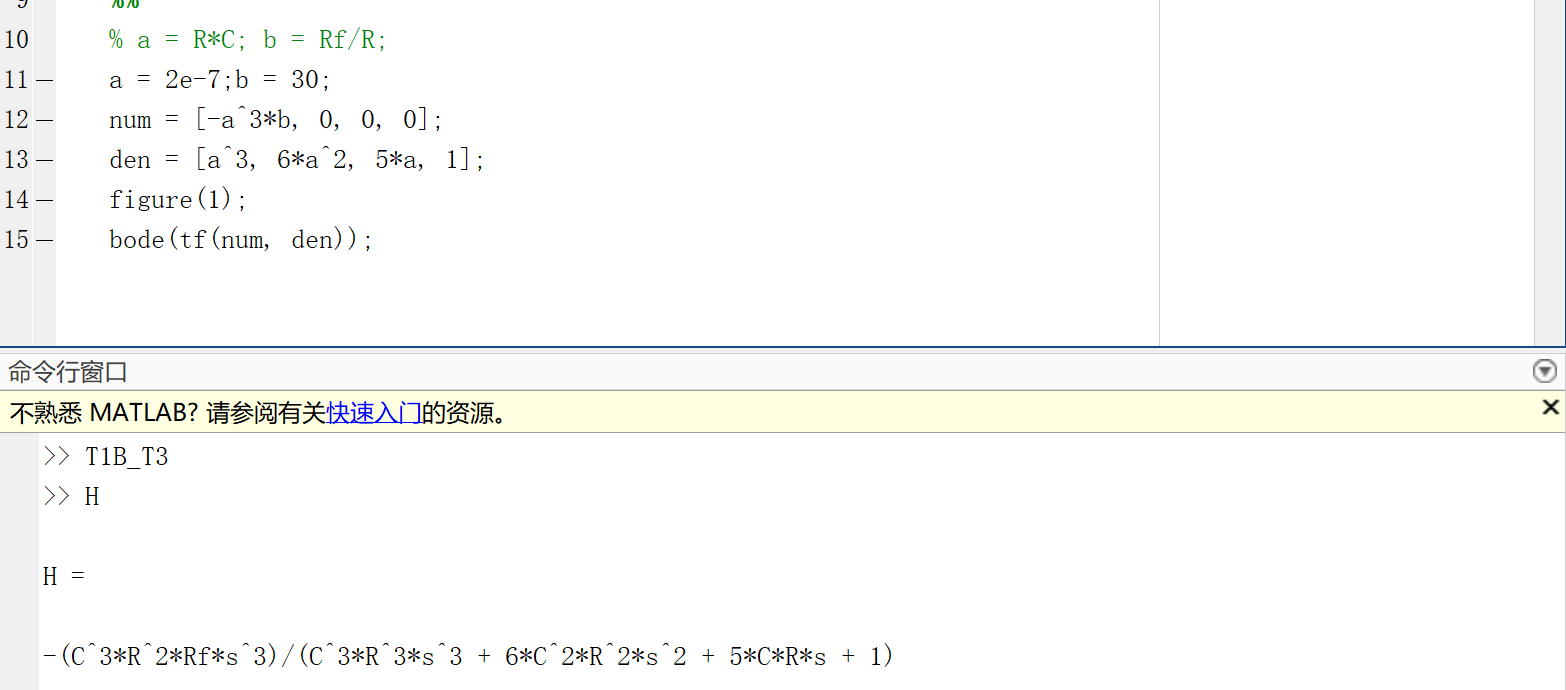 9 %%
10 % a = R*C; b = Rf/R;
11 — a = 2e-7;b = 30;
12 — num = [-a^3*b, 0, 0, 0];
13 — den = [a^3, 6*a^2, 5*a, 1];
14 — figure(1);
15 — bode(tf(num, den));
命令行窗口
不熟悉 MATLAB? 请参阅有关快速入门的资源。
>> T1B_T3
>> H
H =
-(C^3*R^2*Rf*s^3)/(C^3*R^3*s^3 + 6*C^2*R^2*s^2 + 5*C*R*s + 1)